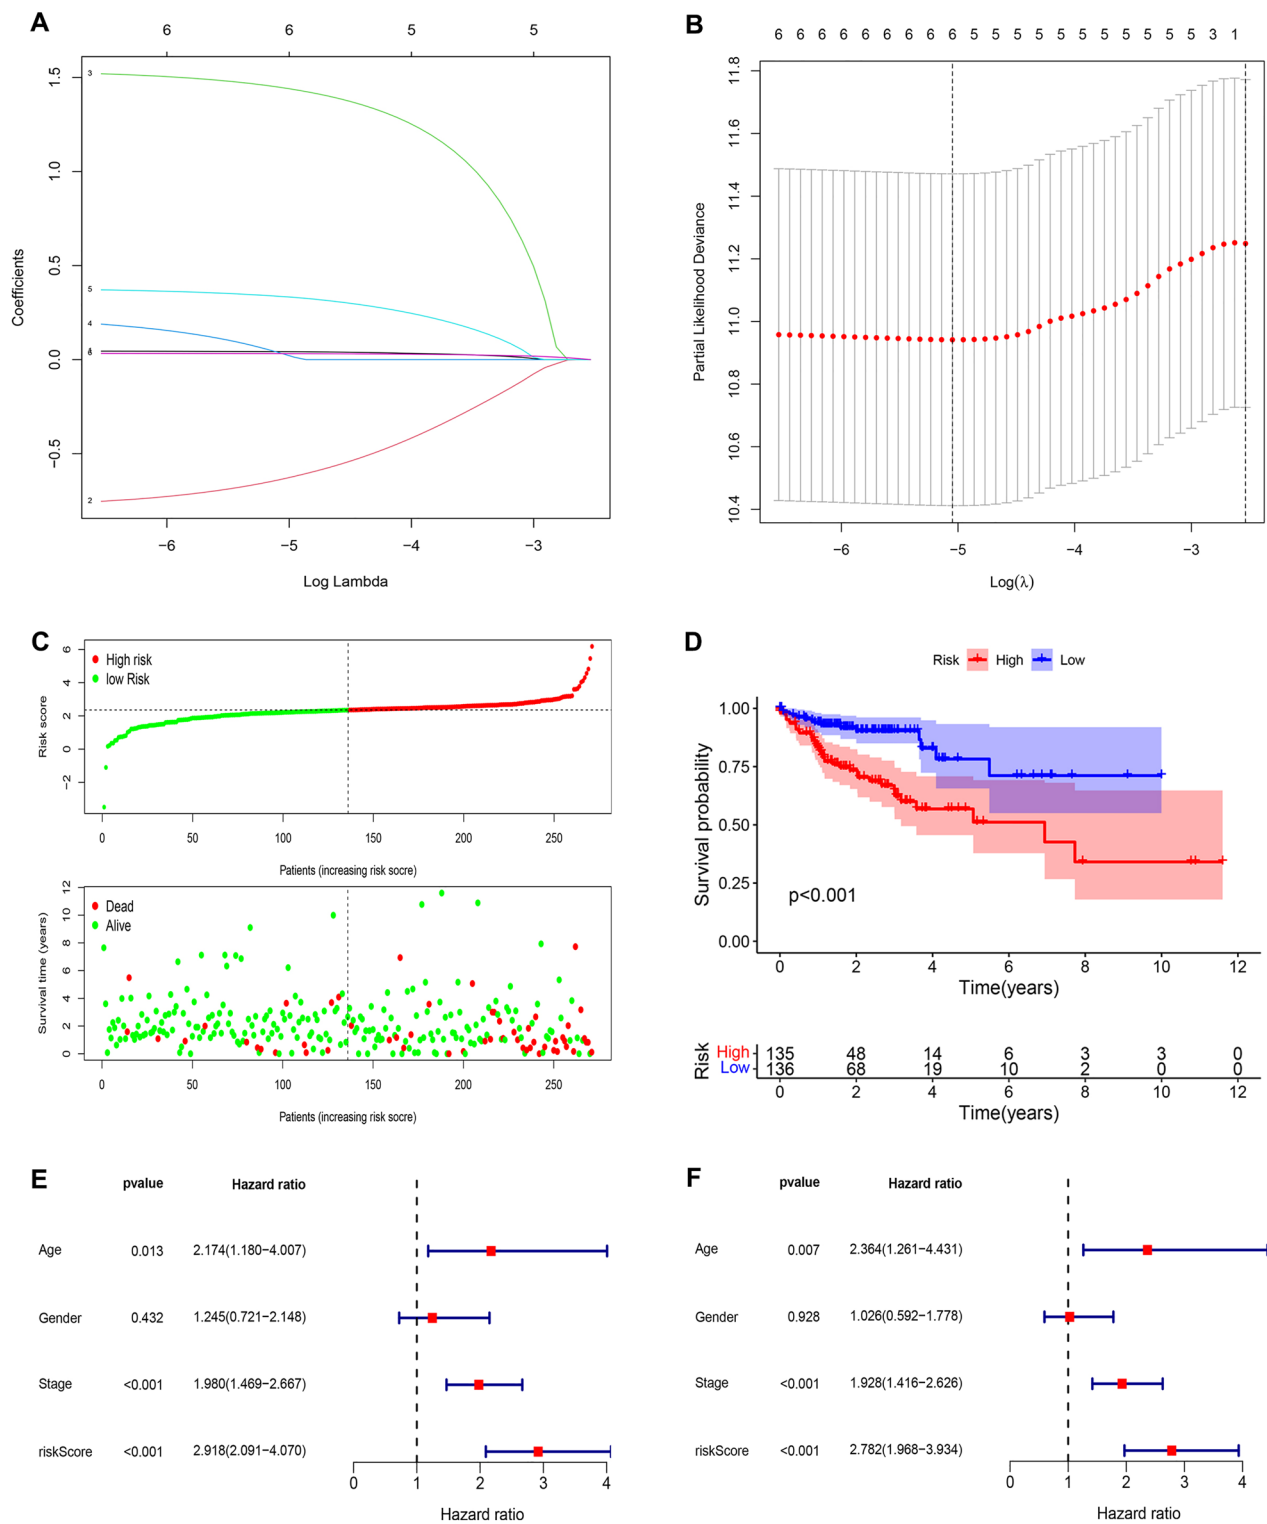 A
6 6 5 5
1.5
1.0
0.5
0.0
−0.5
Coefficients
3
5
4
6
2
−6 −5 −4 −3
Log Lambda
B
6 6 6 6 6 6 6 6 6 5 5 5 5 5 5 5 5 5 5 5 3 1
11.8
11.6
11.4
11.2
11.0
10.8
10.6
10.4
Partial Likelihood Deviance
−6 −5 −4 −3
Log(λ)
C
High risk
low Risk
6
4
2
0
−2
Risk score
0 50 100 150 200 250
Patients (increasing risk socre)
Dead
Alive
12
10
8
6
4
2
0
Survival time (years)
0 50 100 150 200 250
Patients (increasing risk socre)
D
Risk High Low
1.00
0.75
0.50
0.25
0.00
Survival probability
p<0.001
0 2 4 6 8 10 12
Time(years)
Risk
High 135 48 14 6 3 3 0
Low 136 68 19 10 2 0 0
0 2 4 6 8 10 12
Time(years)
E
pvalue Hazard ratio
Age 0.013 2.174(1.180−4.007)
Gender 0.432 1.245(0.721−2.148)
Stage <0.001 1.980(1.469−2.667)
riskScore <0.001 2.918(2.091−4.070)
0 1 2 3 4
Hazard ratio
F
pvalue Hazard ratio
Age 0.007 2.364(1.261−4.431)
Gender 0.928 1.026(0.592−1.778)
Stage <0.001 1.928(1.416−2.626)
riskScore <0.001 2.782(1.968−3.934)
0 1 2 3 4
Hazard ratio